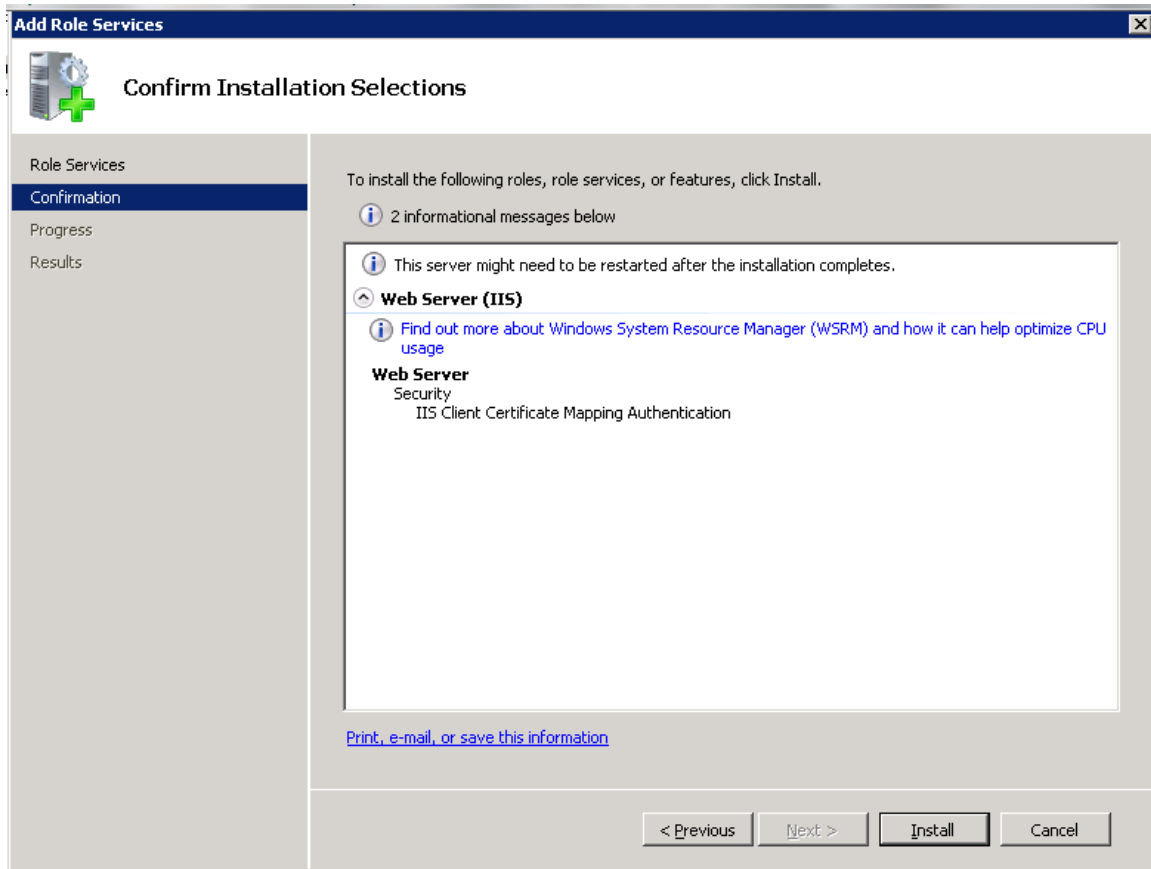 Add Role Services
Confirm Installation Selections
Role Services
Confirmation
Progress
Results
To install the following roles, role services, or features, click Install.
2 informational messages below
This server might need to be restarted after the installation completes.
Web Server (IIS)
Find out more about Windows System Resource Manager (WSRM) and how it can help optimize CPU
usage
Web Server
Security
IIS Client Certificate Mapping Authentication
Print, e-mail, or save this information
< Previous
Next >
Install
Cancel